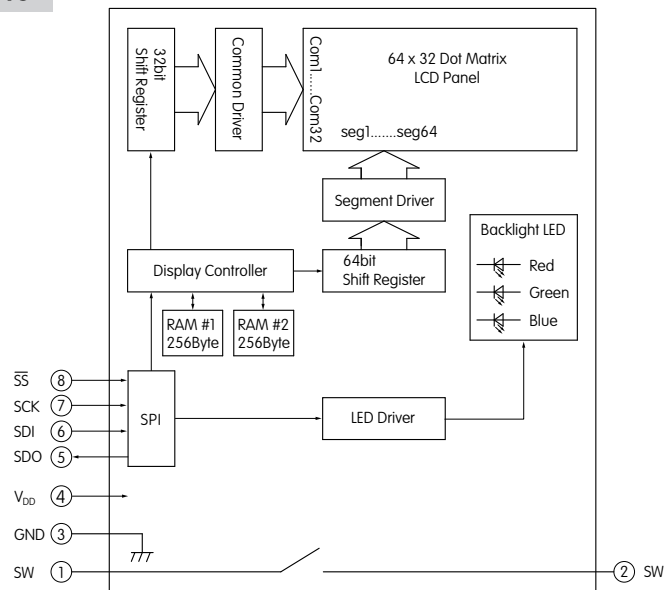 32bit
Shift Register
Common Driver
Com1......Com32
64 x 32 Dot Matrix
LCD Panel
seg1.......seg64
Segment Driver
Display Controller
64bit
Shift Register
Backlight LED
Red
Green
Blue
RAM #1
256Byte
RAM #2
256Byte
SS 8
SCK 7
SDI 6
SDO 5
SPI
LED Driver
VDD 4
GND 3
SW 1
2 SW